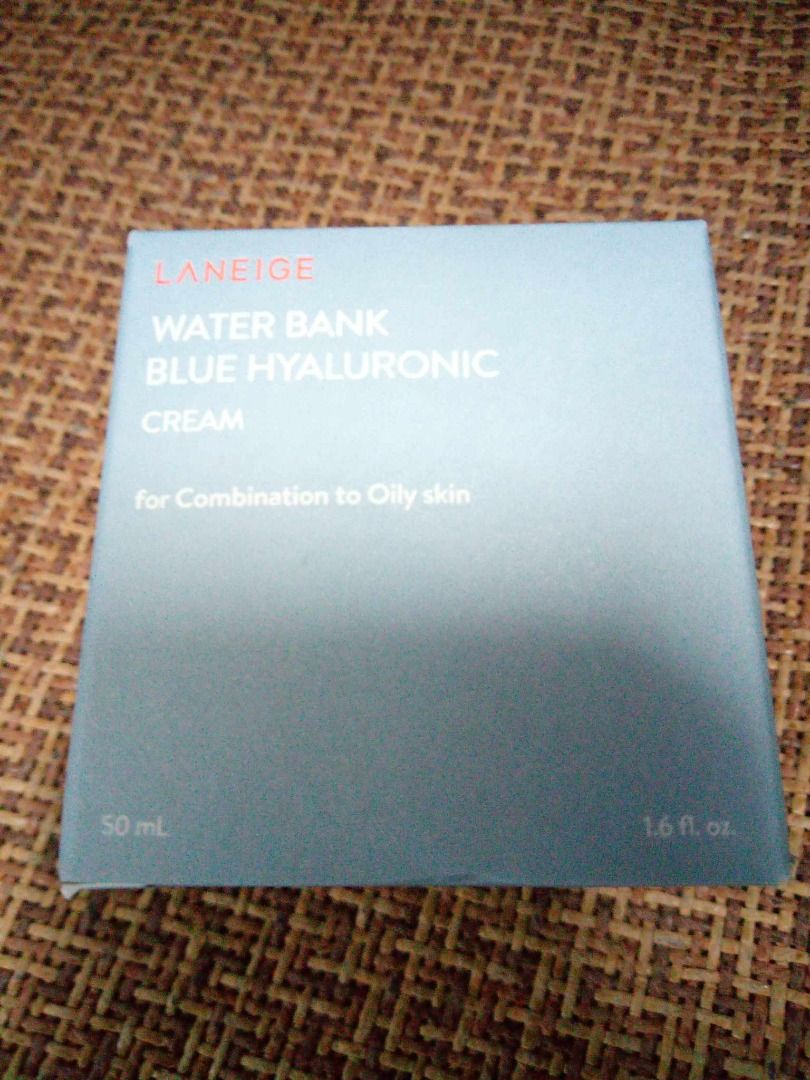 LANEIGE
WATER BANK
BLUE HYALURONIC
CREAM
for Combination to Oily skin
50 mL
1.6 fl. oz.